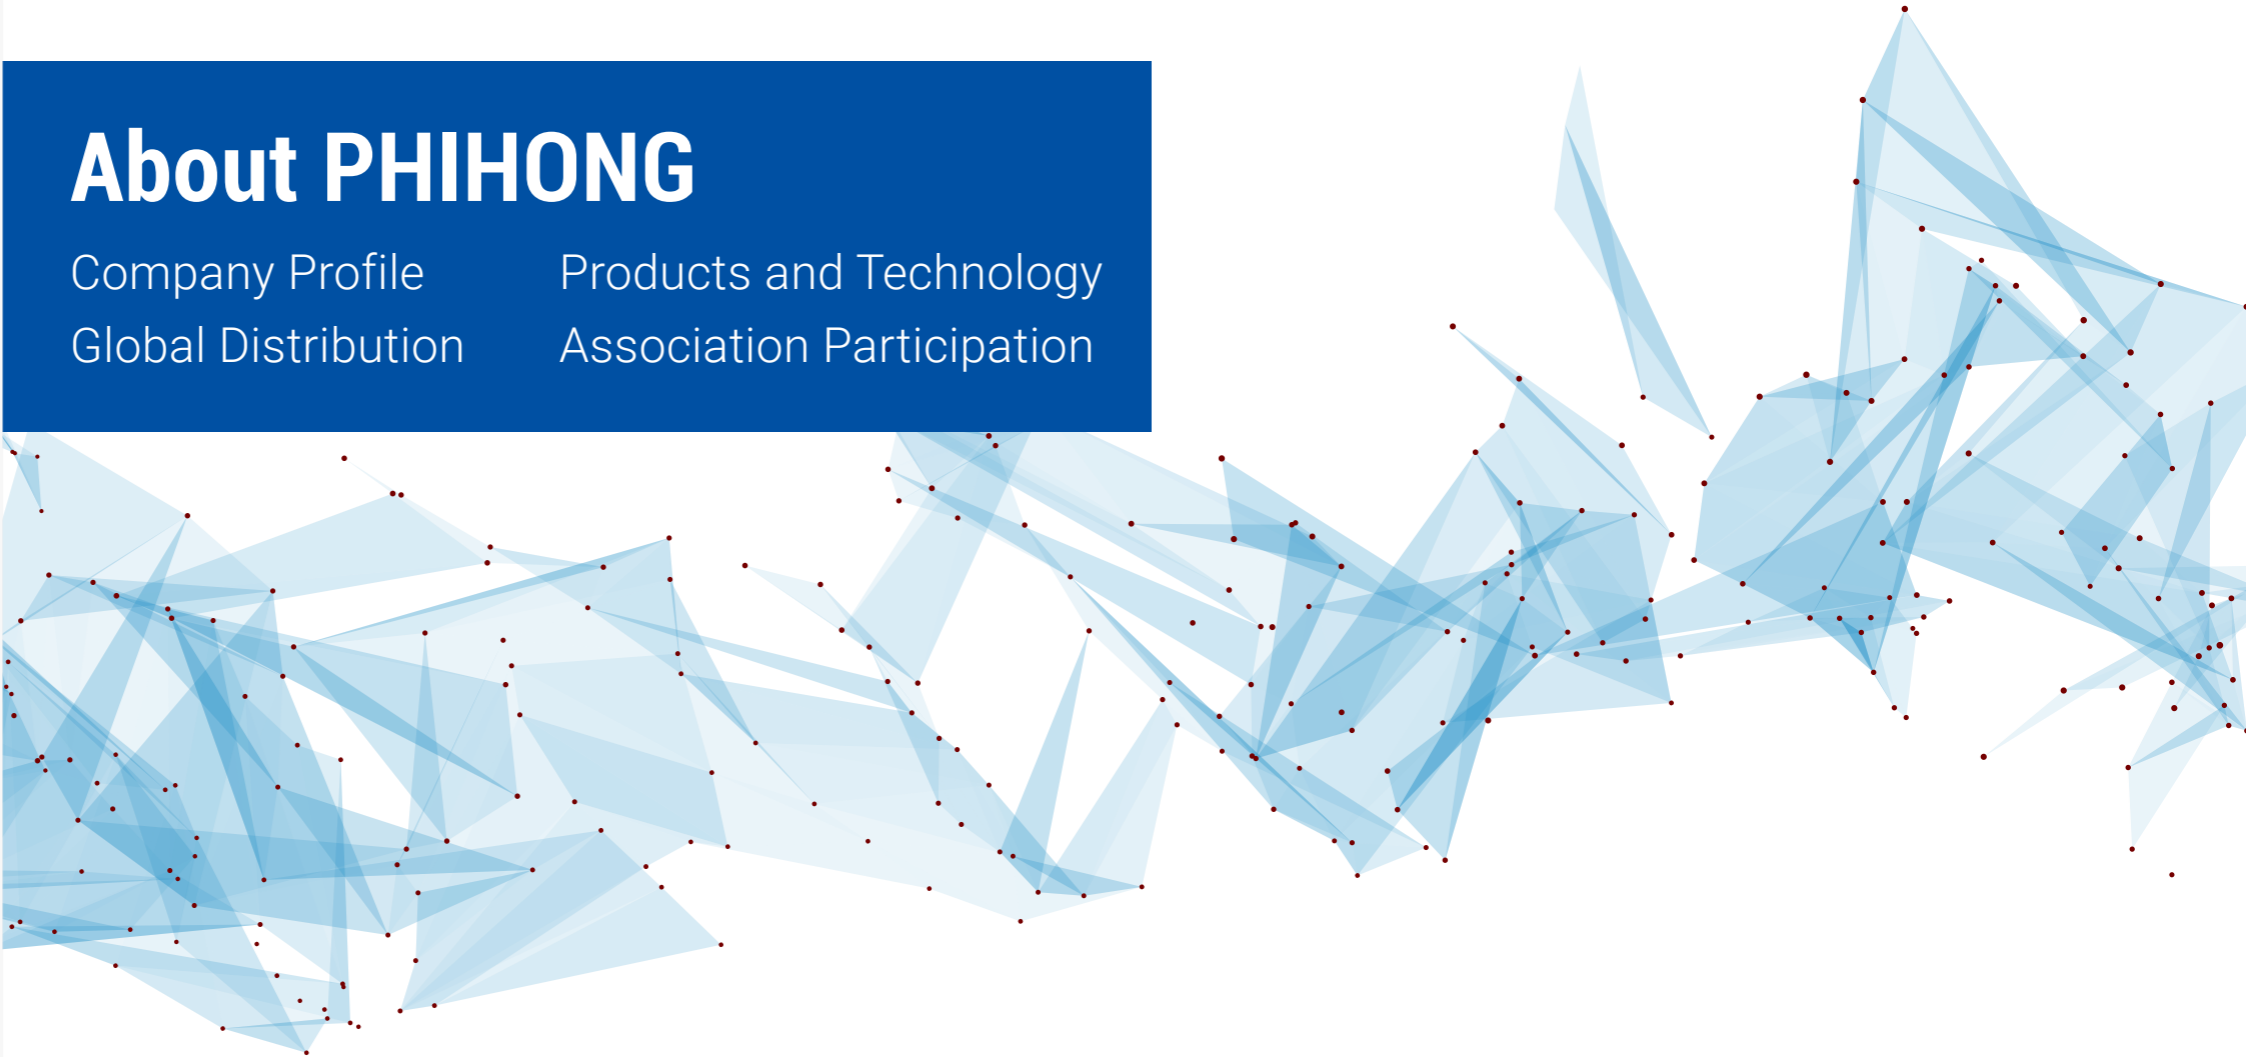 About PHIHONG
Company Profile
Products and Technology
Global Distribution
Association Participation